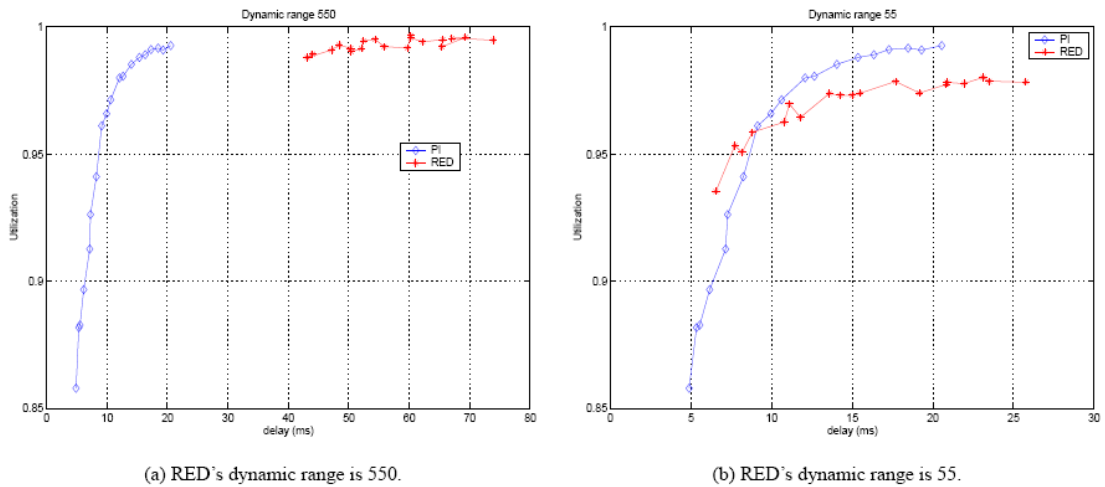 Dynamic range 550
1
0.95
0.9
0.85
Utilization
PI
RED
0 10 20 30 40 50 60 70 80
delay (ms)
(a) RED's dynamic range is 550.
Dynamic range 55
1
0.95
0.9
0.85
Utilization
PI
RED
0 5 10 15 20 25 30
delay (ms)
(b) RED's dynamic range is 55.